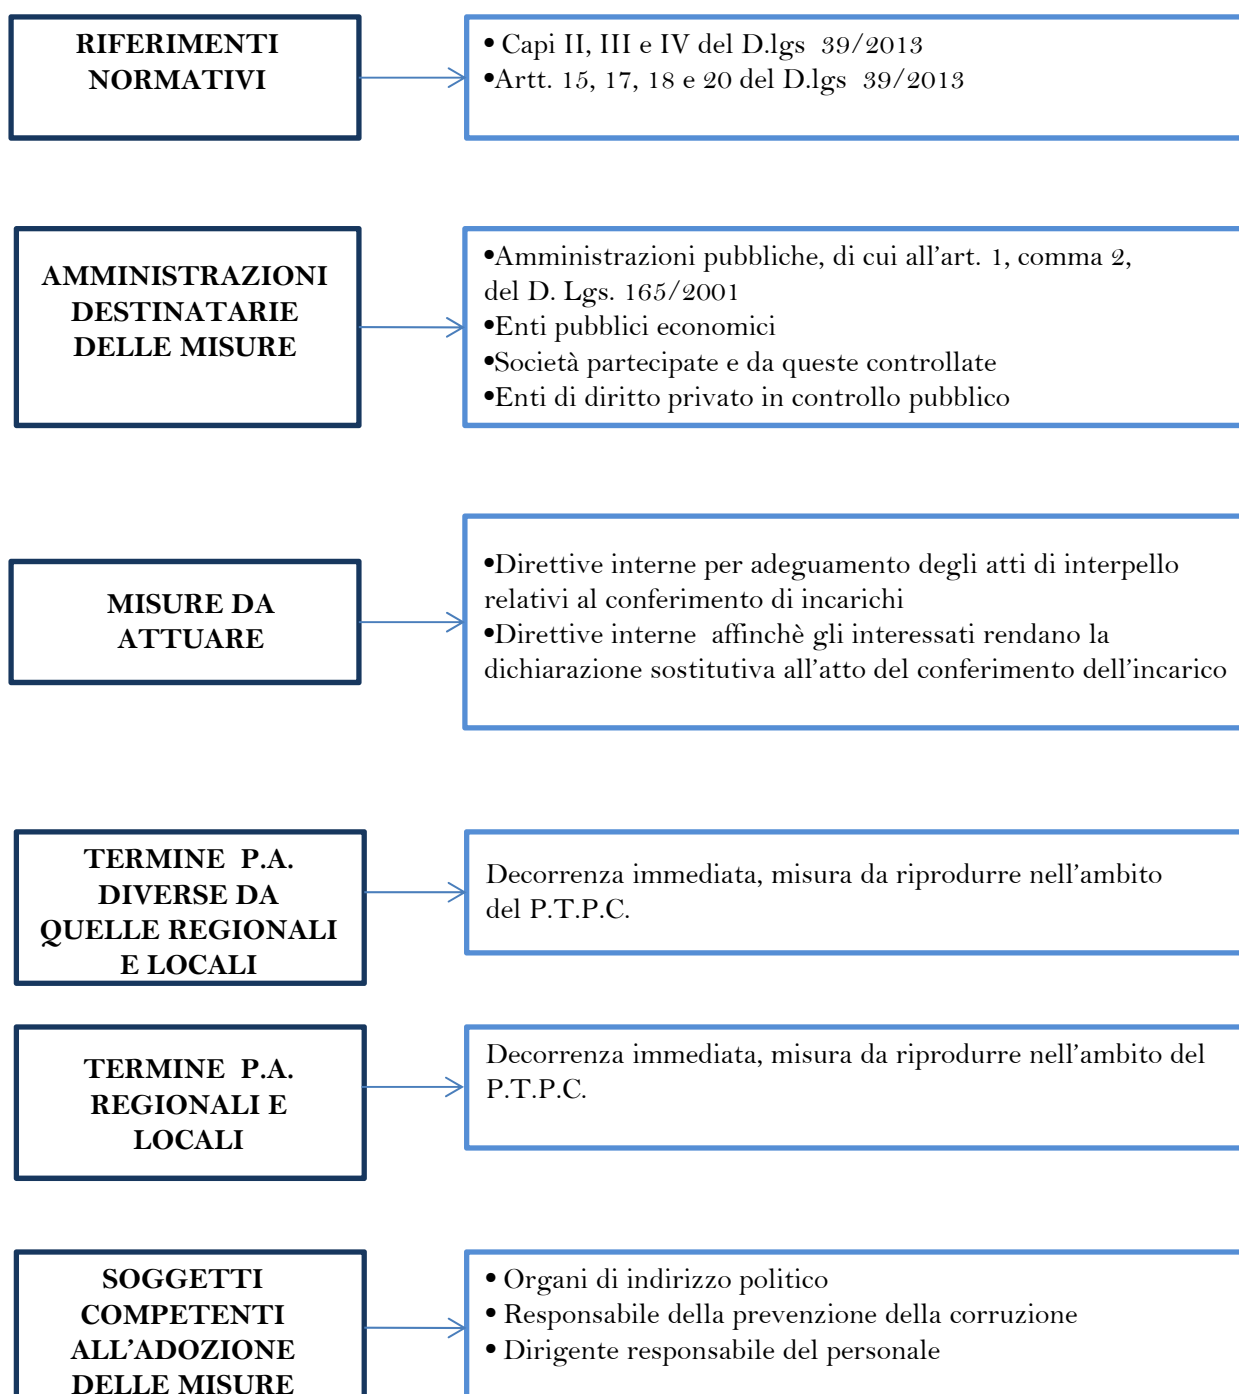 RIFERIMENTI
NORMATIVI
• Capi II, III e IV del D.lgs 39/2013
•Artt. 15, 17, 18 e 20 del D.lgs 39/2013
AMMINISTRAZIONI
DESTINATARIE
DELLE MISURE
•Amministrazioni pubbliche, di cui all’art. 1, comma 2,
del D. Lgs. 165/2001
•Enti pubblici economici
•Società partecipate e da queste controllate
•Enti di diritto privato in controllo pubblico
MISURE DA
ATTUARE
•Direttive interne per adeguamento degli atti di interpello
relativi al conferimento di incarichi
•Direttive interne affinchè gli interessati rendano la
dichiarazione sostitutiva all’atto del conferimento dell’incarico
TERMINE P.A.
DIVERSE DA
QUELLE REGIONALI
E LOCALI
Decorrenza immediata, misura da riprodurre nell’ambito
del P.T.P.C.
TERMINE P.A.
REGIONALI E
LOCALI
Decorrenza immediata, misura da riprodurre nell’ambito del
P.T.P.C.
SOGGETTI
COMPETENTI
ALL’ADOZIONE
DELLE MISURE
• Organi di indirizzo politico
• Responsabile della prevenzione della corruzione
• Dirigente responsabile del personale